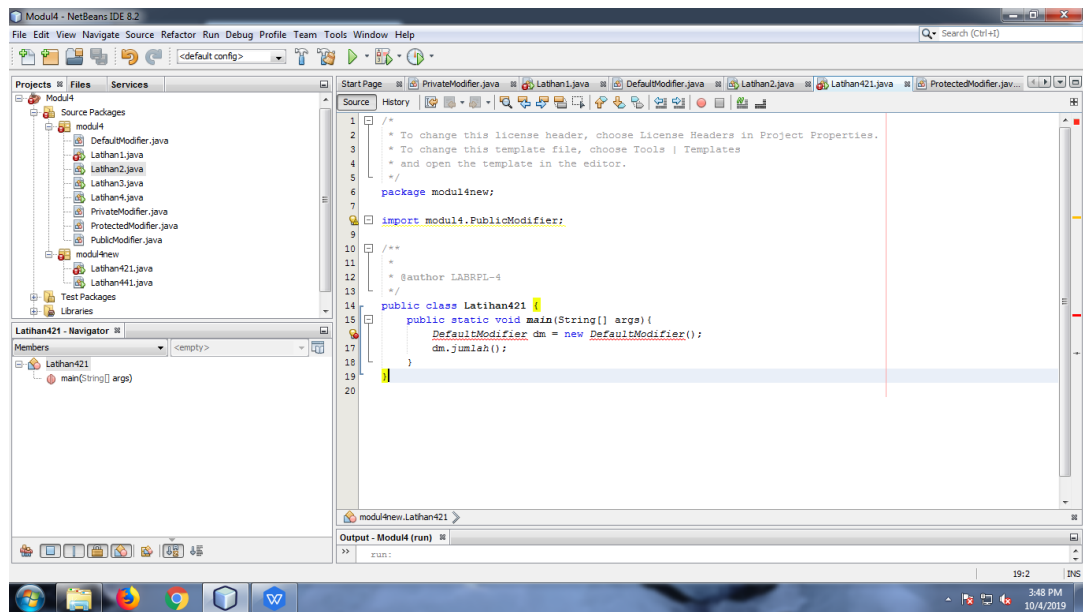 Modul4 - NetBeans IDE 8.2
File Edit View Navigate Source Refactor Run Debug Profile Team Tools Window Help
Search (Ctrl+I)
<default config>
Projects Files Services
Modul4
Source Packages
modul4
DefaultModifier.java
Latihan1.java
Latihan2.java
Latihan3.java
Latihan4.java
PrivateModifier.java
ProtectedModifier.java
PublicModifier.java
modul4new
Latihan421.java
Latihan441.java
Test Packages
Libraries
Latihan421 - Navigator
Members <empty>
Latihan421
main(String[] args)
Start Page PrivateModifier.java Latihan1.java DefaultModifier.java Latihan2.java Latihan421.java ProtectedModifier.jav...
Source History
1 /*
2 * To change this license header, choose License Headers in Project Properties.
3 * To change this template file, choose Tools | Templates
4 * and open the template in the editor.
5 */
6 package modul4new;
7
import modul4.PublicModifier;
9
10 /**
11 *
12 * @author LABRPL-4
13 */
14 public class Latihan421 {
15 public static void main(String[] args){
DefaultModifier dm = new DefaultModifier();
17 dm.jumlah();
18 }
19 }
20
modul4new.Latihan421
Output - Modul4 (run)
run:
19:2 INS
3:48 PM
10/4/2019